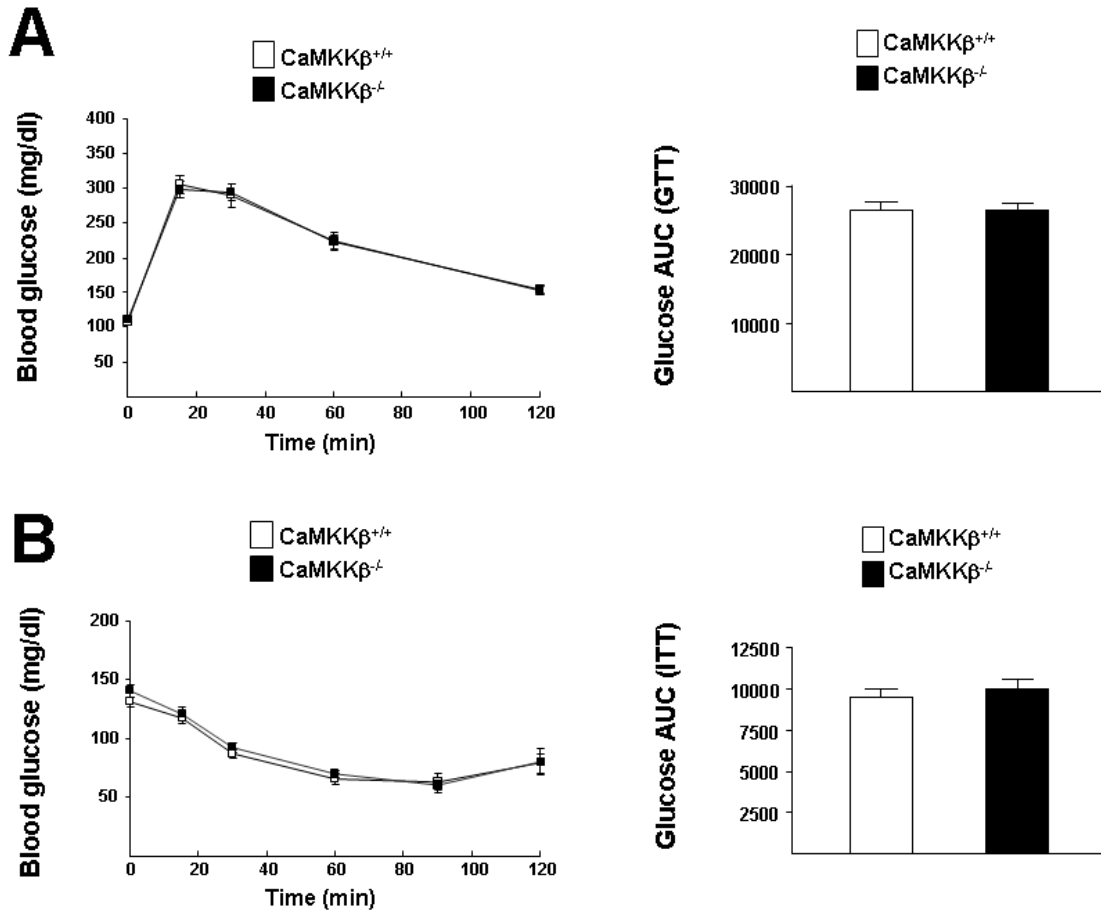 A
CaMKKβ+/+
CaMKKβ-/-
Blood glucose (mg/dl)
400
350
300
250
200
150
100
50
0 20 40 60 80 100 120
Time (min)
CaMKKβ+/+
CaMKKβ-/-
Glucose AUC (GTT)
30000
20000
10000
B
CaMKKβ+/+
CaMKKβ-/-
Blood glucose (mg/dl)
200
150
100
50
0 20 40 60 80 100 120
Time (min)
CaMKKβ+/+
CaMKKβ-/-
Glucose AUC (ITT)
12500
10000
7500
5000
2500